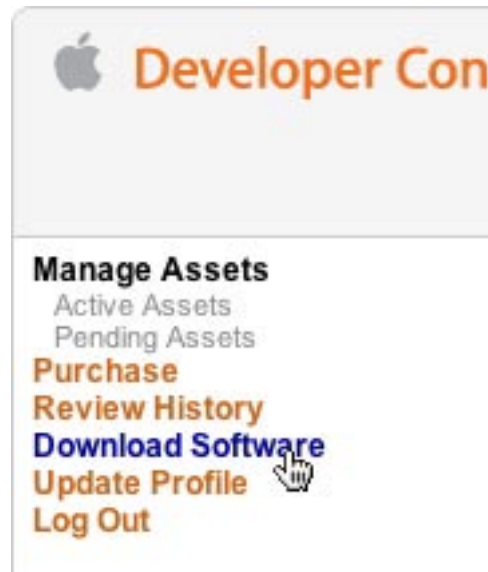 Developer Con
Manage Assets
Active Assets
Pending Assets
Purchase
Review History
Download Software
Update Profile
Log Out